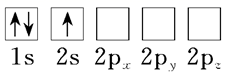 ↑↓ ↑
1s 2s 2pₓ 2pᵧ 2p_z